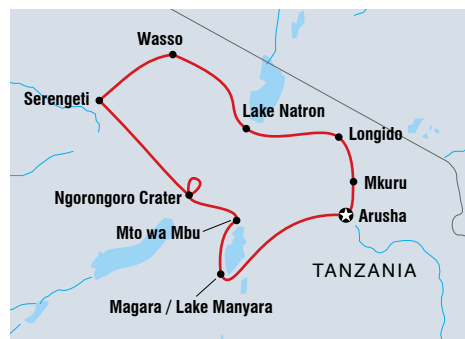 Wasso
Serengeti
Lake Natron
Longido
Mkuru
Ngorongoro Crater
Arusha
Mto wa Mbu
TANZANIA
Magara / Lake Manyara